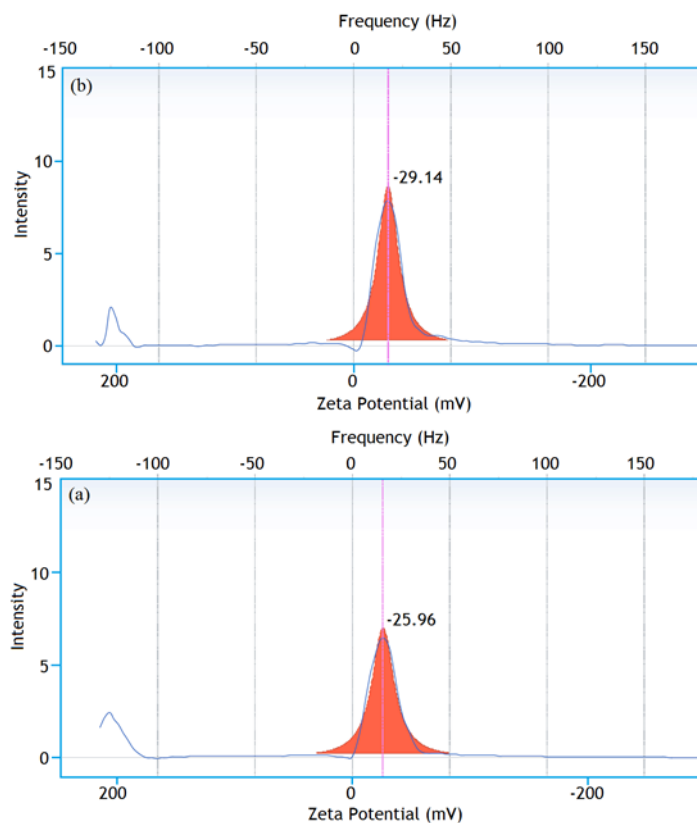 Frequency (Hz)
-150 -100 -50 0 50 100 150
15
(b)
10
-29.14
Intensity
5
0
200 0 -200
Zeta Potential (mV)
Frequency (Hz)
-150 -100 -50 0 50 100 150
15
(a)
10
-25.96
Intensity
5
0
200 0 -200
Zeta Potential (mV)